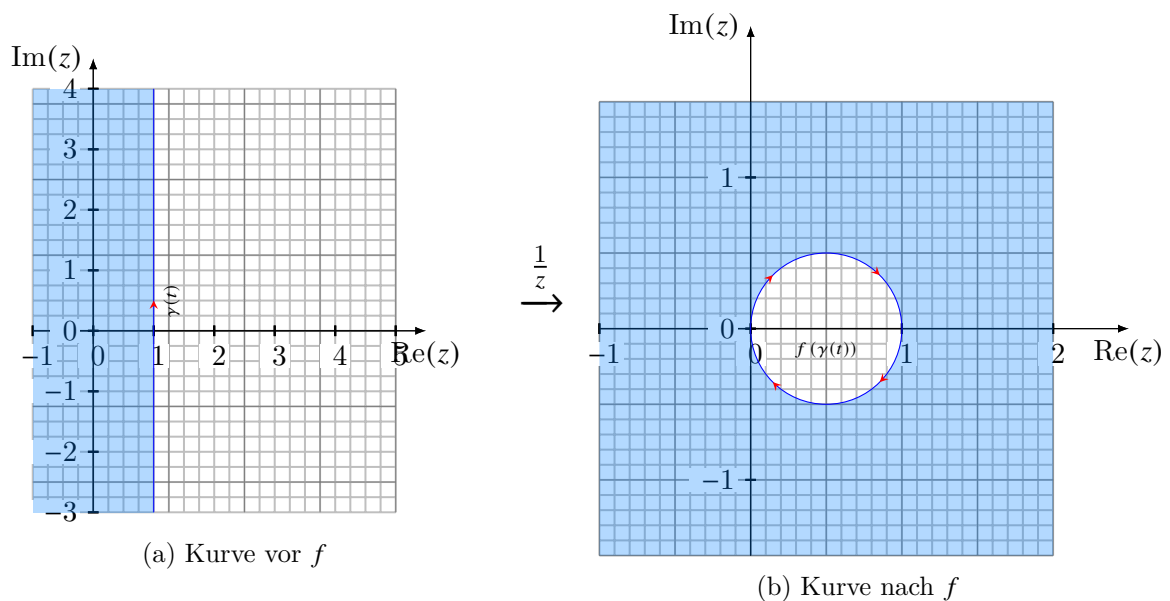 Im(z)
4
3
2
1
0
−1
−2
−3
−1 0 1 2 3 4 5
Re(z)
γ(t)
(a) Kurve vor f
1/z
→
Im(z)
1
0
−1
−1 0 1 2
Re(z)
f (γ(t))
(b) Kurve nach f